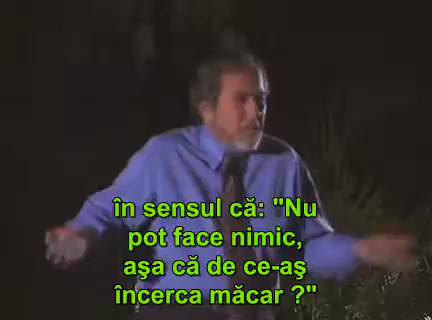 în sensul că: "Nu
pot face nimic,
aşa că de ce-aş
încerca măcar ?"